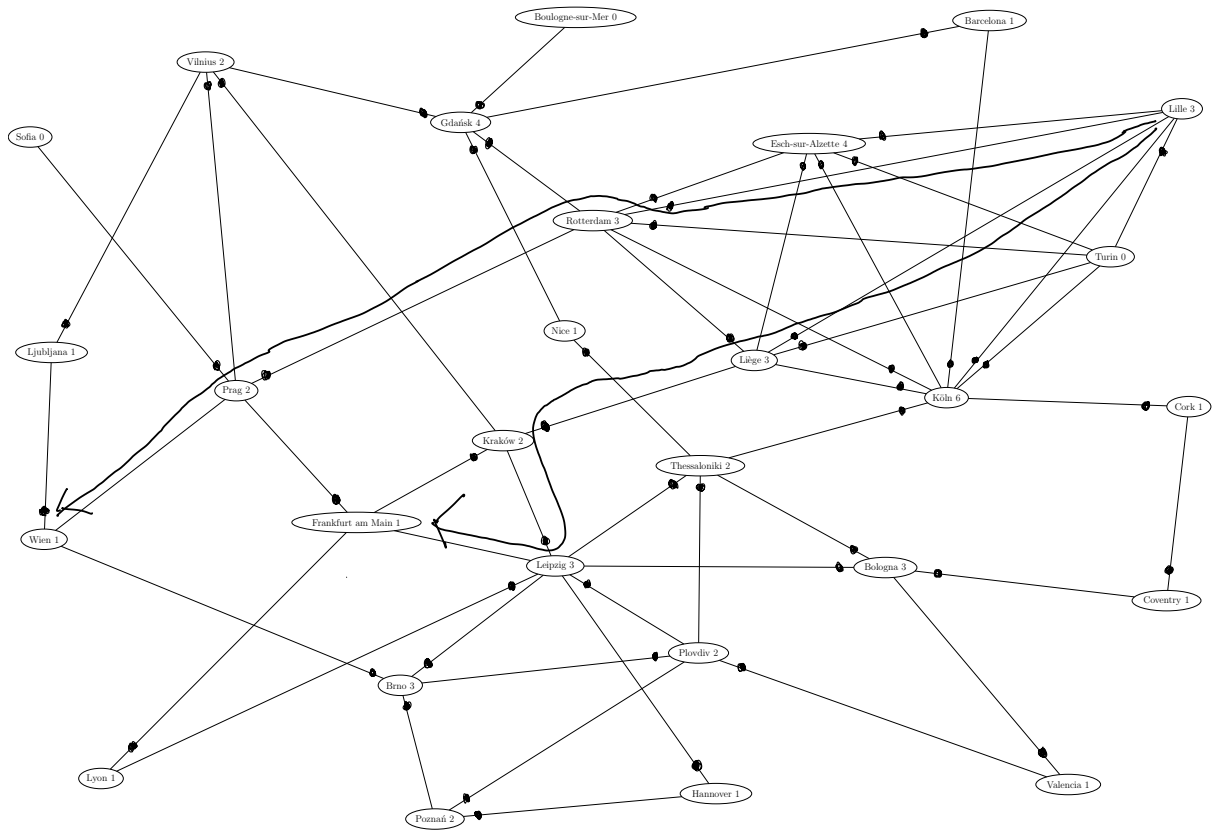 Boulogne-sur-Mer 0
Barcelona 1
Vilnius 2
Lille 3
Gdańsk 4
Sofia 0
Esch-sur-Alzette 4
Rotterdam 3
Turin 0
Nice 1
Ljubljana 1
Liège 3
Prag 2
Köln 6
Cork 1
Kraków 2
Thessaloniki 2
Frankfurt am Main 1
Wien 1
Leipzig 3
Bologna 3
Coventry 1
Plovdiv 2
Brno 3
Lyon 1
Valencia 1
Hannover 1
Poznań 2